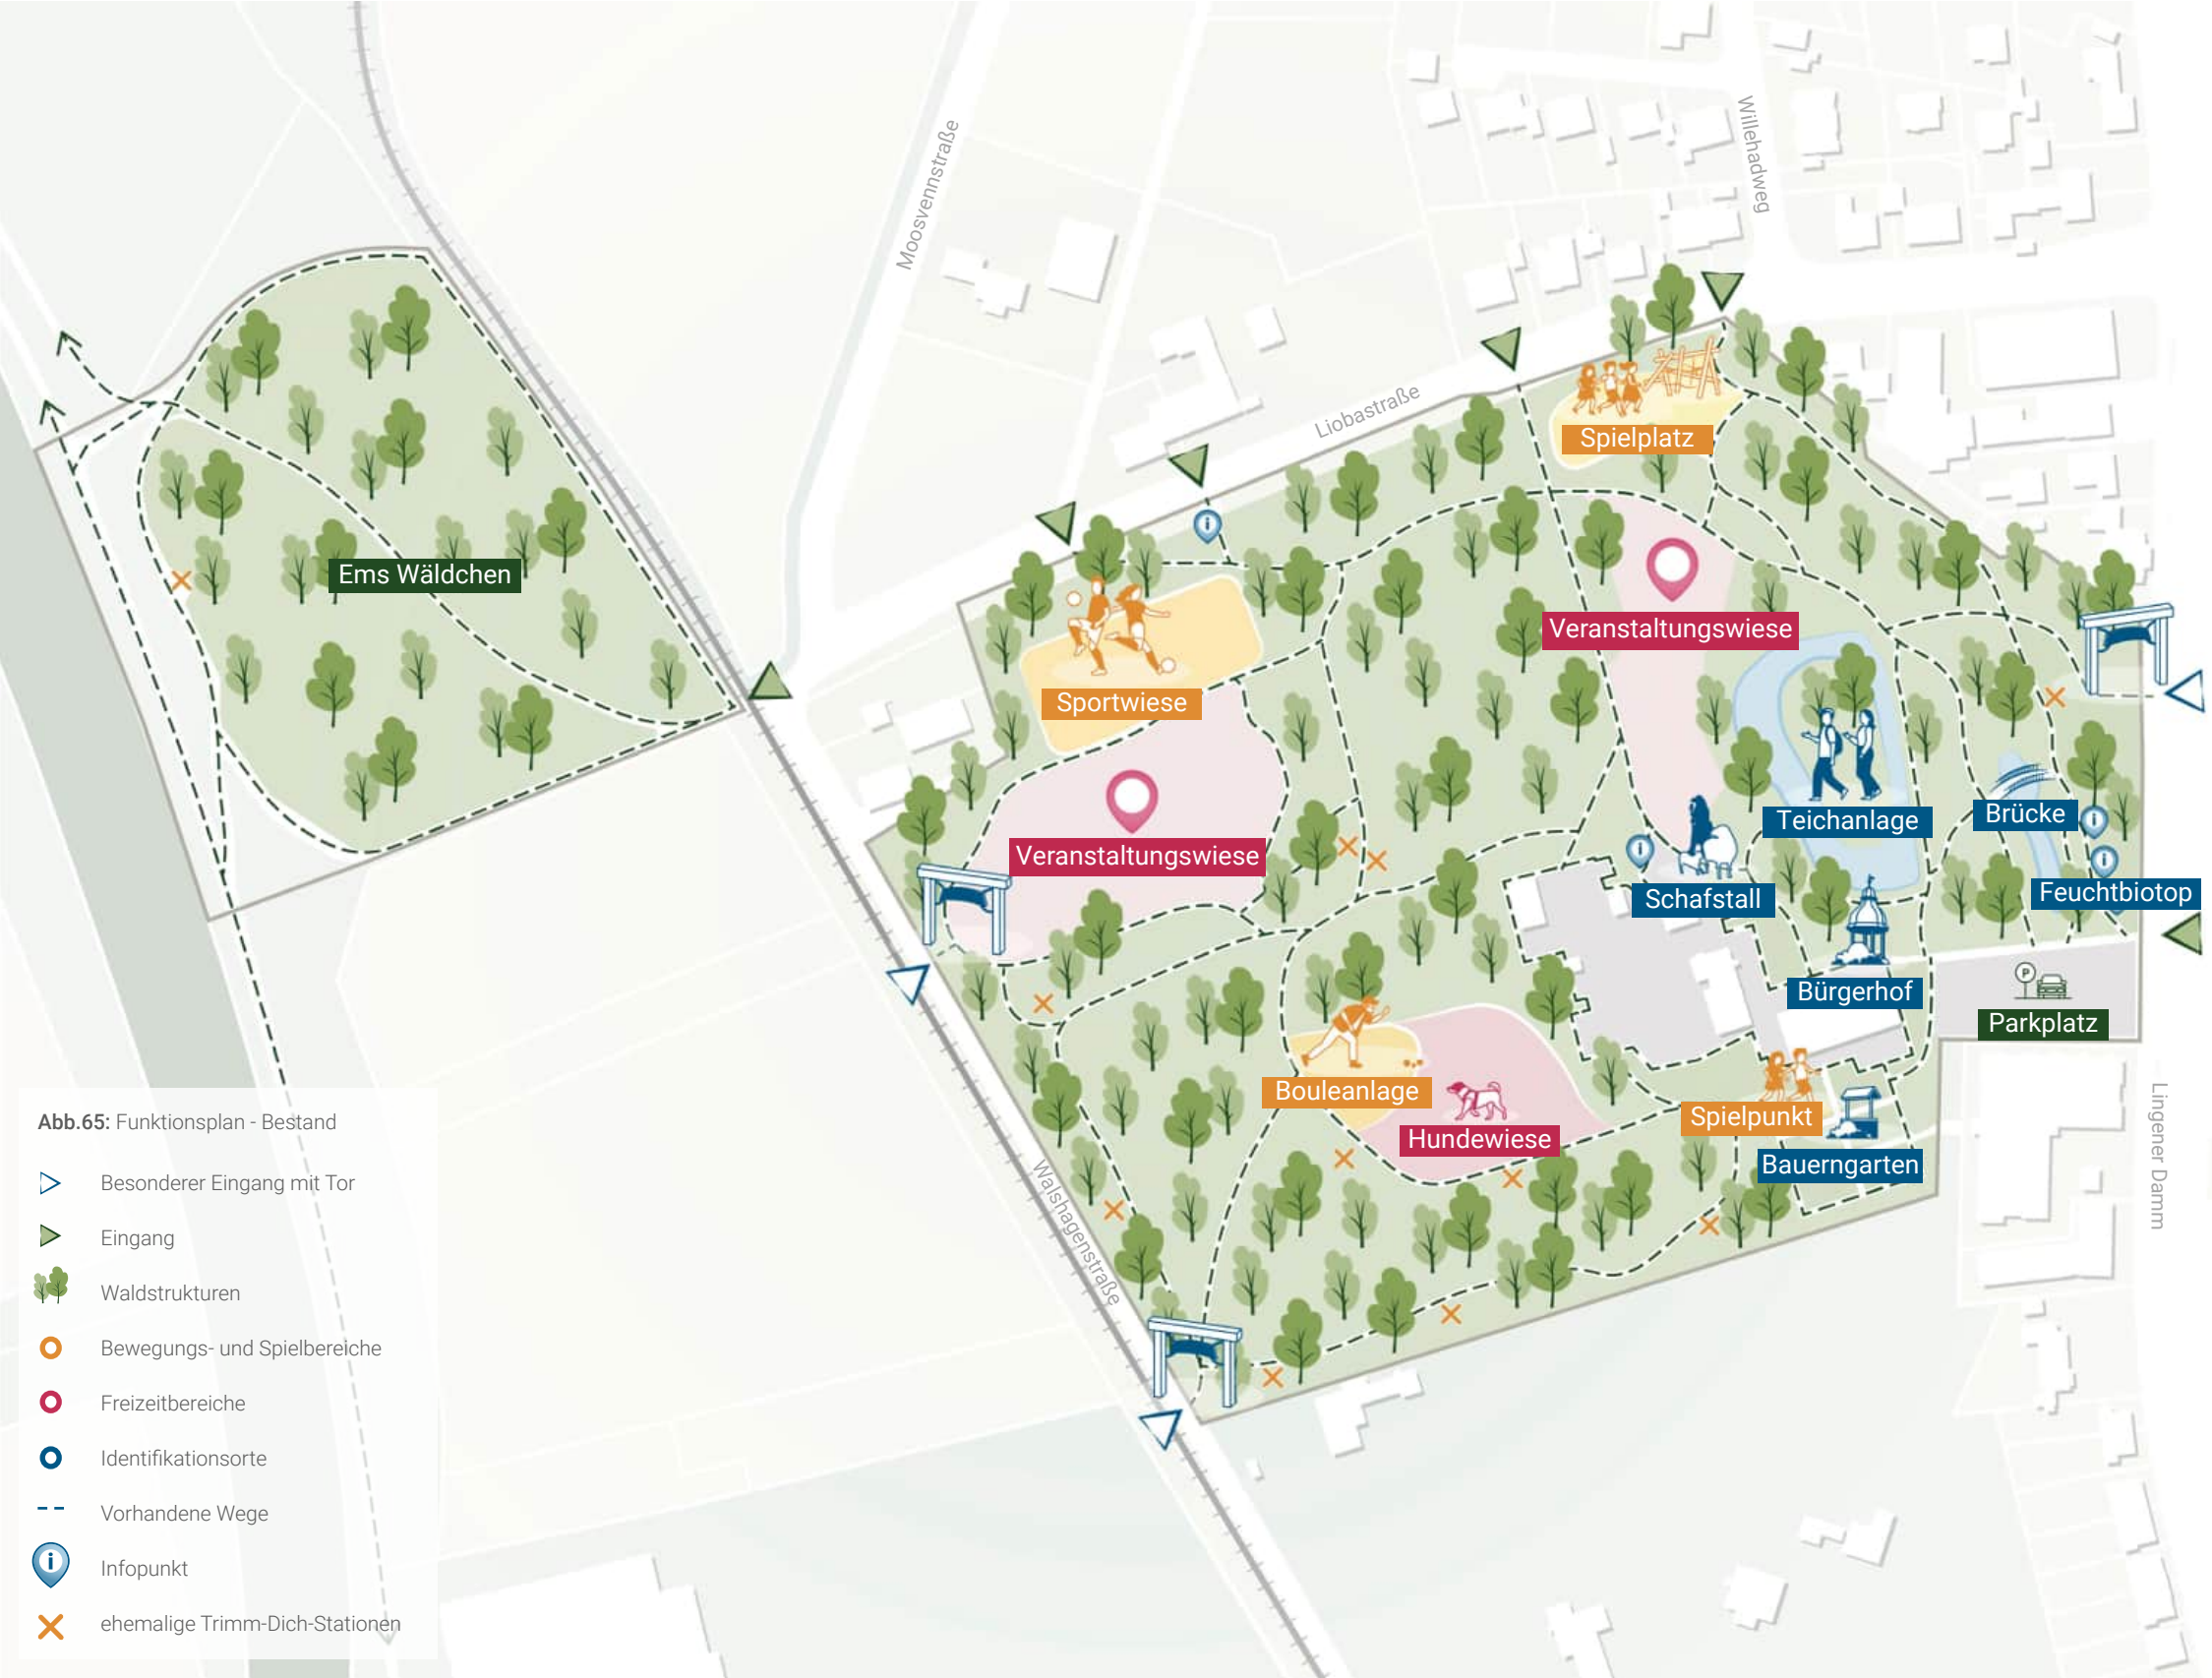 Moosvennstraße
Willehadweg
Liobastraße
Spielplatz
Ems Wäldchen
Veranstaltungswiese
Sportwiese
Teichanlage
Brücke
Veranstaltungswiese
Schafstall
Feuchtbiotop
Bürgerhof
P
Parkplatz
Bouleanlage
Spielpunkt
Hundewiese
Bauerngarten
Walshagenstraße
Lingener Damm
i
i
i
i
Abb.65: Funktionsplan - Bestand
Besonderer Eingang mit Tor
Eingang
Waldstrukturen
Bewegungs- und Spielbereiche
Freizeitbereiche
Identifikationsorte
Vorhandene Wege
i
Infopunkt
ehemalige Trimm-Dich-Stationen